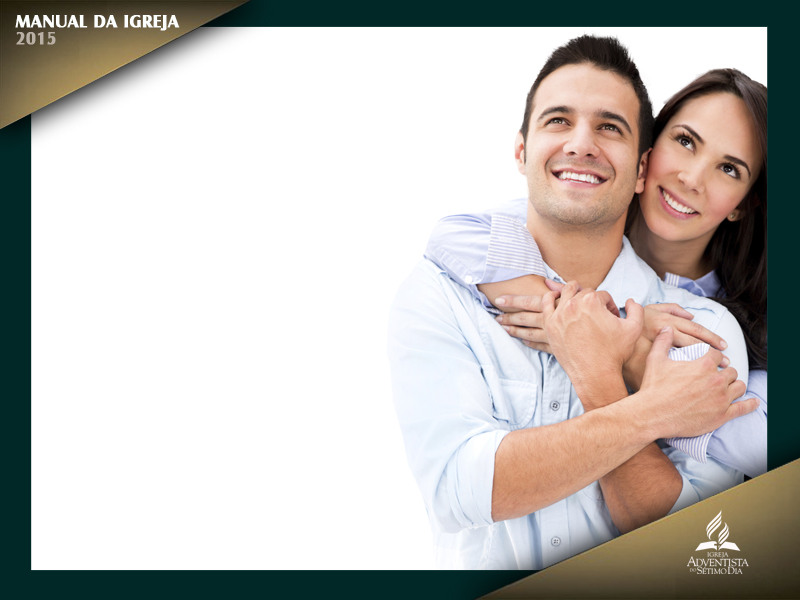 MANUAL DA IGREJA
2015
IGREJA
ADVENTISTA
DO SÉTIMO DIA